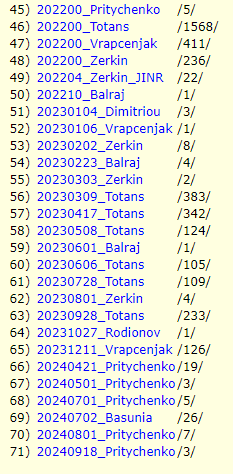 45) 202200_Pritychenko /5/
46) 202200_Totans /1568/
47) 202200_Vrapcenjak /411/
48) 202200_Zerkin /236/
49) 202204_Zerkin_JINR /22/
50) 202210_Balraj /1/
51) 20230104_Dimitriou /3/
52) 20230106_Vrapcenjak /1/
53) 20230202_Zerkin /8/
54) 20230223_Balraj /4/
55) 20230303_Zerkin /2/
56) 20230309_Totans /383/
57) 20230417_Totans /342/
58) 20230508_Totans /124/
59) 20230601_Balraj /1/
60) 20230606_Totans /105/
61) 20230728_Totans /109/
62) 20230801_Zerkin /4/
63) 20230928_Totans /233/
64) 20231027_Rodionov /1/
65) 20231211_Vrapcenjak /126/
66) 20240421_Pritychenko /19/
67) 20240501_Pritychenko /3/
68) 20240701_Pritychenko /5/
69) 20240702_Basunia /26/
70) 20240801_Pritychenko /7/
71) 20240918_Pritychenko /3/